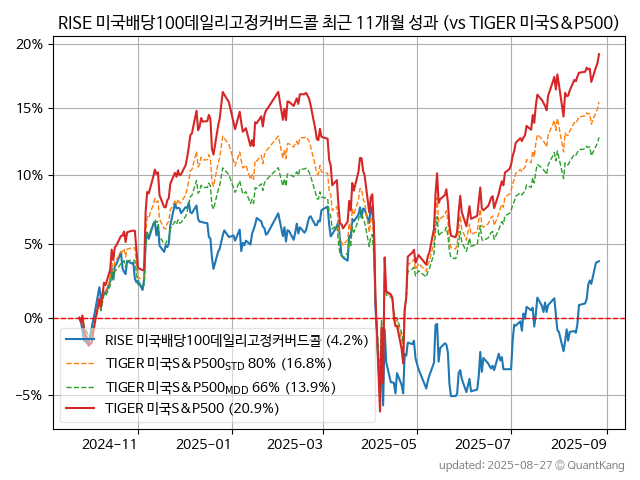 RISE 미국배당100데일리고정커버드콜 최근 11개월 성과 (vs TIGER 미국S&P500)
20%
15%
10%
5%
0%
−5%
RISE 미국배당100데일리고정커버드콜 (4.2%)
TIGER 미국S&P500STD 80% (16.8%)
TIGER 미국S&P500MDD 66% (13.9%)
TIGER 미국S&P500 (20.9%)
2024-11 2025-01 2025-03 2025-05 2025-07 2025-09
updated: 2025-08-27 © QuantKang